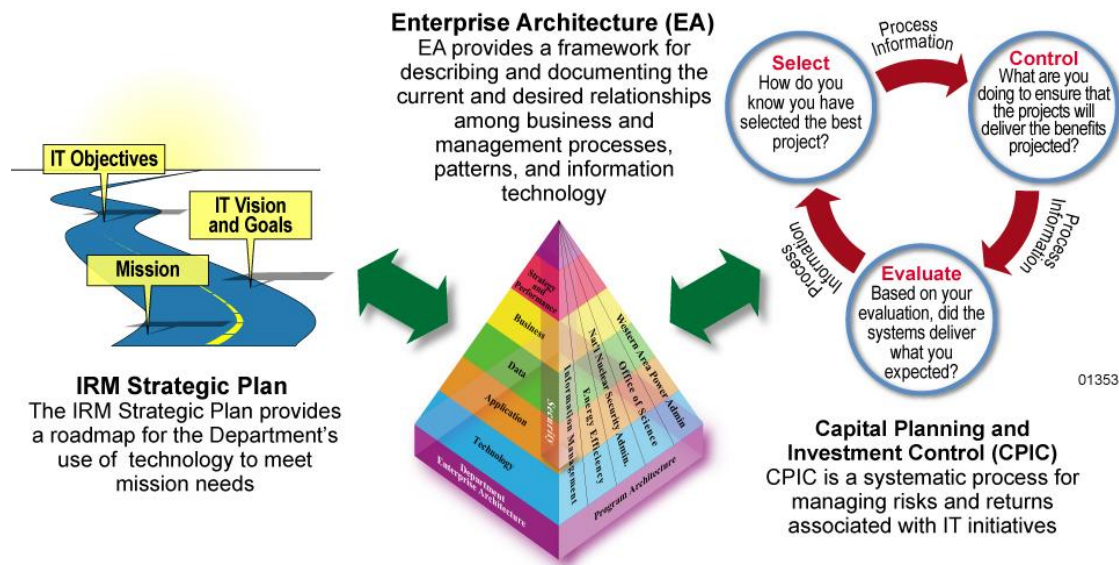 IT Objectives
IT Vision
and Goals
Mission
IRM Strategic Plan
The IRM Strategic Plan provides
a roadmap for the Department's
use of technology to meet
mission needs
Enterprise Architecture (EA)
EA provides a framework for
describing and documenting the
current and desired relationships
among business and
management processes,
patterns, and information
technology
Strategy and
Performance
Business
Data
Application
Technology
Security
Department
Enterprise Architecture
Information Management
Energy Efficiency
Nat'l Nuclear Security Admin.
Office of Science
Western Area Power Admin
Program Architecture
Select
How do you
know you have
selected the best
project?
Process
Information
Control
What are you
doing to ensure that
the projects will
deliver the benefits
projected?
Process
Information
Evaluate
Based on your
evaluation, did the
systems deliver
what you
expected?
Process
Information
01353
Capital Planning and
Investment Control (CPIC)
CPIC is a systematic process for
managing risks and returns
associated with IT initiatives